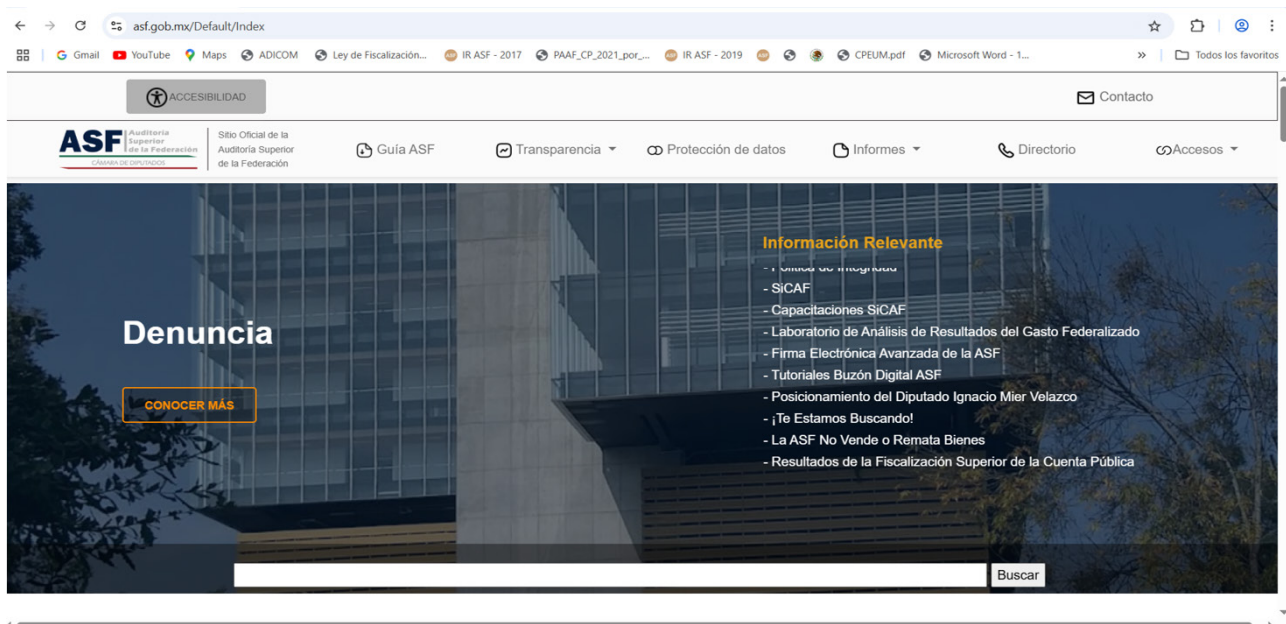 asf.gob.mx/Default/Index
Gmail YouTube Maps ADICOM Ley de Fiscalización... IR ASF - 2017 PAAF_CP_2021_por_... IR ASF - 2019 CPEUM.pdf Microsoft Word - 1... » Todos los favoritos
ACCESIBILIDAD Contacto
ASF Auditoría Superior de la Federación
CÁMARA DE DIPUTADOS
Sitio Oficial de la
Auditoría Superior
de la Federación
Guía ASF Transparencia Protección de datos Informes Directorio Accesos
Información Relevante
- Política de Integridad
- SiCAF
- Capacitaciones SiCAF
- Laboratorio de Análisis de Resultados del Gasto Federalizado
- Firma Electrónica Avanzada de la ASF
- Tutoriales Buzón Digital ASF
- Posicionamiento del Diputado Ignacio Mier Velazco
- ¡Te Estamos Buscando!
- La ASF No Vende o Remata Bienes
- Resultados de la Fiscalización Superior de la Cuenta Pública
Denuncia
CONOCER MÁS
Buscar